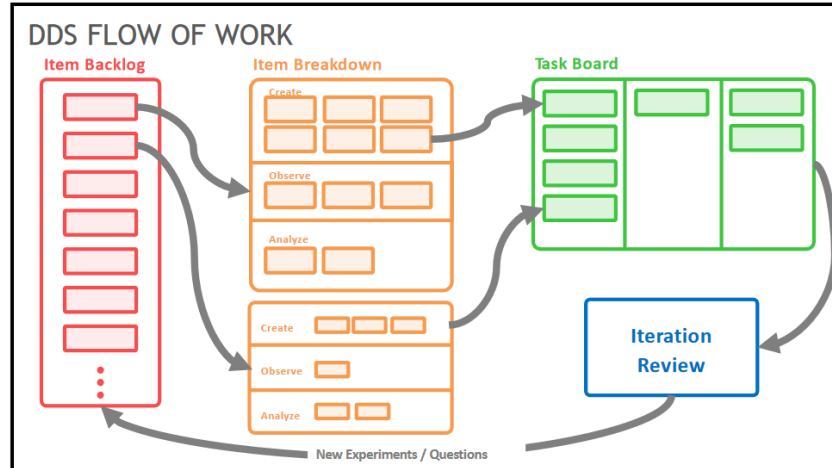 DDS FLOW OF WORK
Item Backlog
Item Breakdown
Task Board
Create
Observe
Analyze
Create
Observe
Analyze
Iteration
Review
New Experiments / Questions